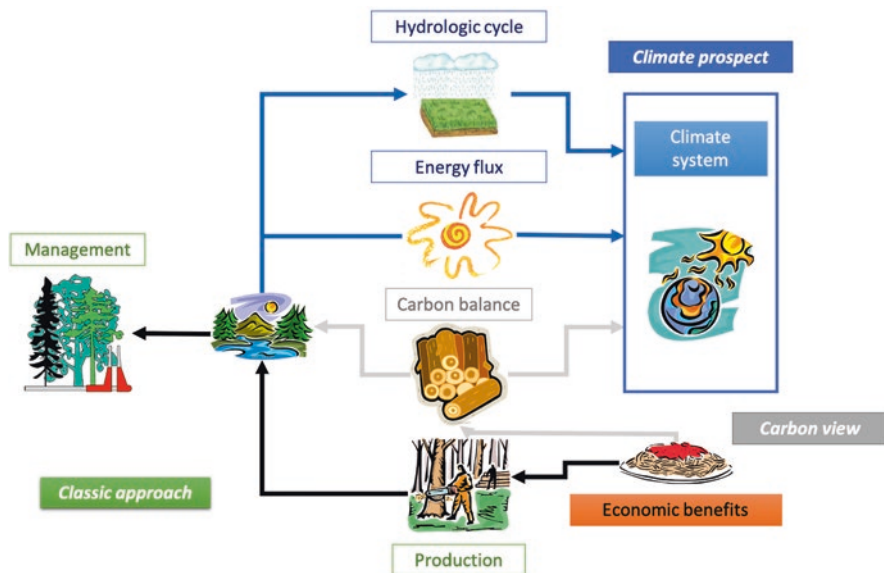 Hydrologic cycle
Climate prospect
Climate
system
Energy flux
Management
Carbon balance
Carbon view
Classic approach
Economic benefits
Production